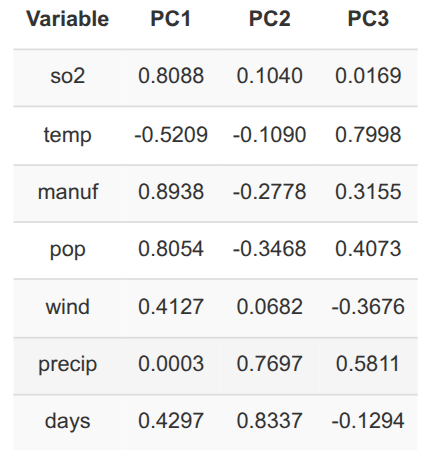 Variable PC1 PC2 PC3
so2 0.8088 0.1040 0.0169
temp -0.5209 -0.1090 0.7998
manuf 0.8938 -0.2778 0.3155
pop 0.8054 -0.3468 0.4073
wind 0.4127 0.0682 -0.3676
precip 0.0003 0.7697 0.5811
days 0.4297 0.8337 -0.1294